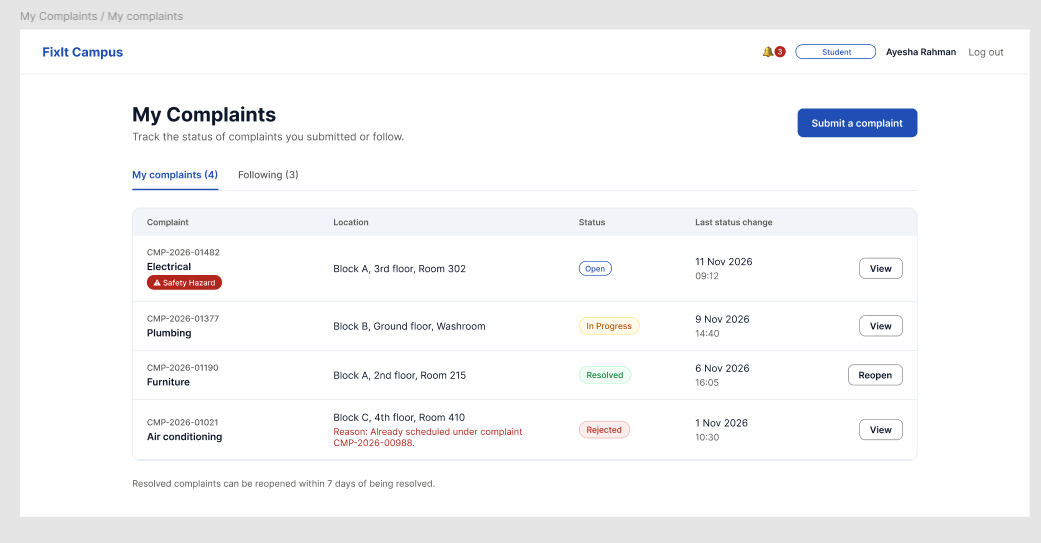 My Complaints / My complaints
FixIt Campus
3
Student
Ayesha Rahman
Log out
My Complaints
Track the status of complaints you submitted or follow.
Submit a complaint
My complaints (4)
Following (3)
Complaint
Location
Status
Last status change
CMP-2026-01482
Electrical
Safety Hazard
Block A, 3rd floor, Room 302
Open
11 Nov 2026
09:12
View
CMP-2026-01377
Plumbing
Block B, Ground floor, Washroom
In Progress
9 Nov 2026
14:40
View
CMP-2026-01190
Furniture
Block A, 2nd floor, Room 215
Resolved
6 Nov 2026
16:05
Reopen
CMP-2026-01021
Air conditioning
Block C, 4th floor, Room 410
Reason: Already scheduled under complaint
CMP-2026-00988.
Rejected
1 Nov 2026
10:30
View
Resolved complaints can be reopened within 7 days of being resolved.